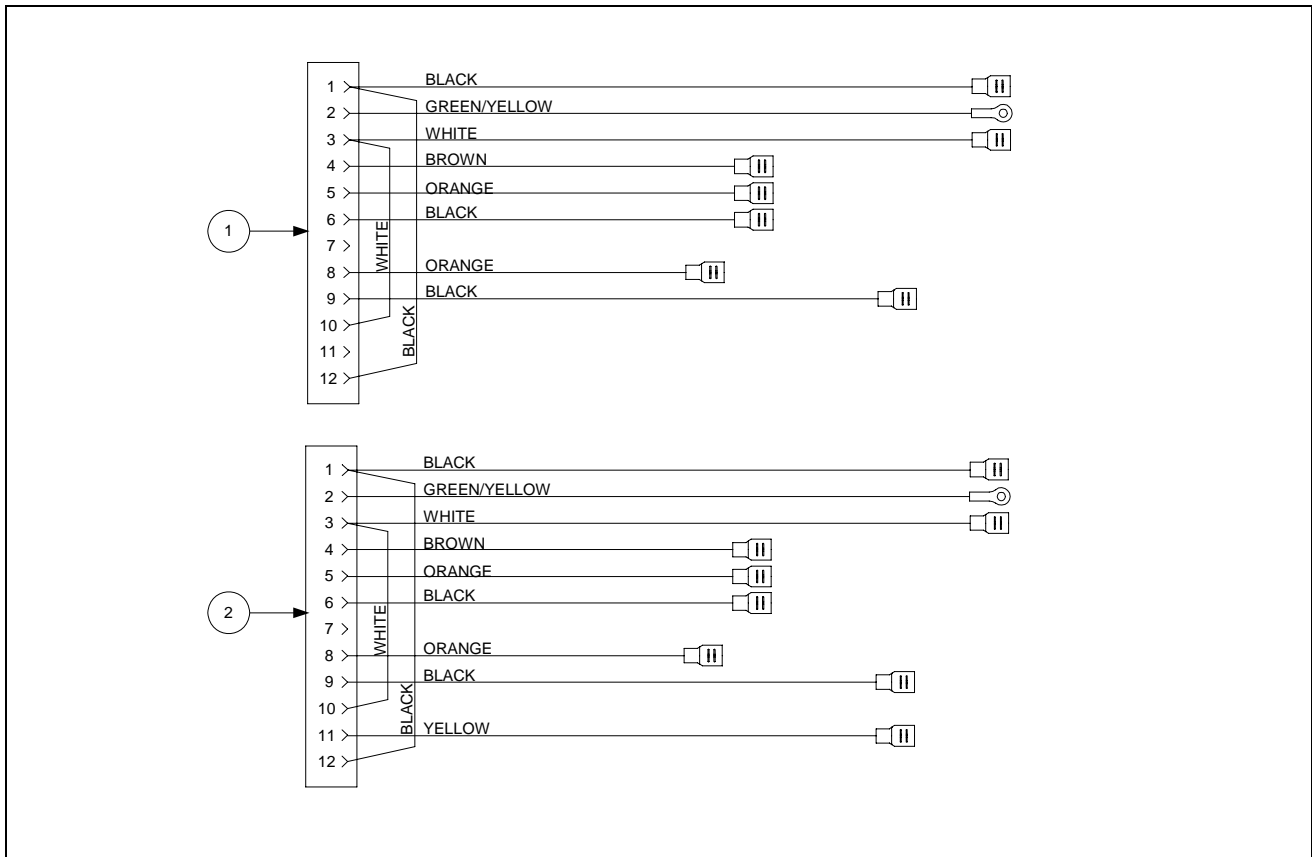 1 BLACK
2 GREEN/YELLOW
3 WHITE
4 BROWN
5 ORANGE
6 BLACK
1
7
WHITE
8 ORANGE
9 BLACK
10
BLACK
11
12
1 BLACK
2 GREEN/YELLOW
3 WHITE
4 BROWN
5 ORANGE
6 BLACK
2
7
WHITE
8 ORANGE
9 BLACK
10
BLACK
11 YELLOW
12